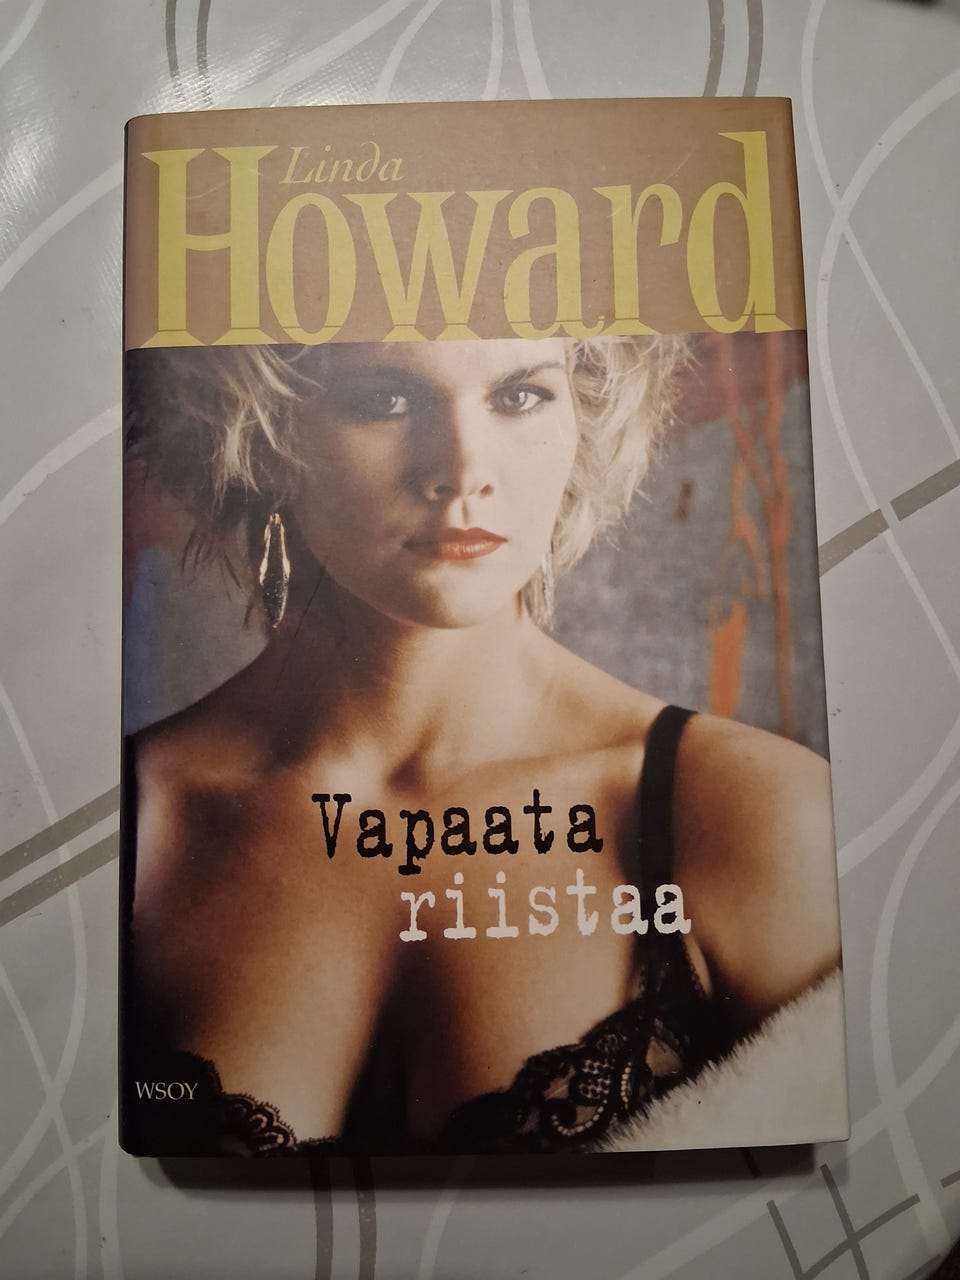 Linda
Howard
Vapaata
riistaa
WSOY